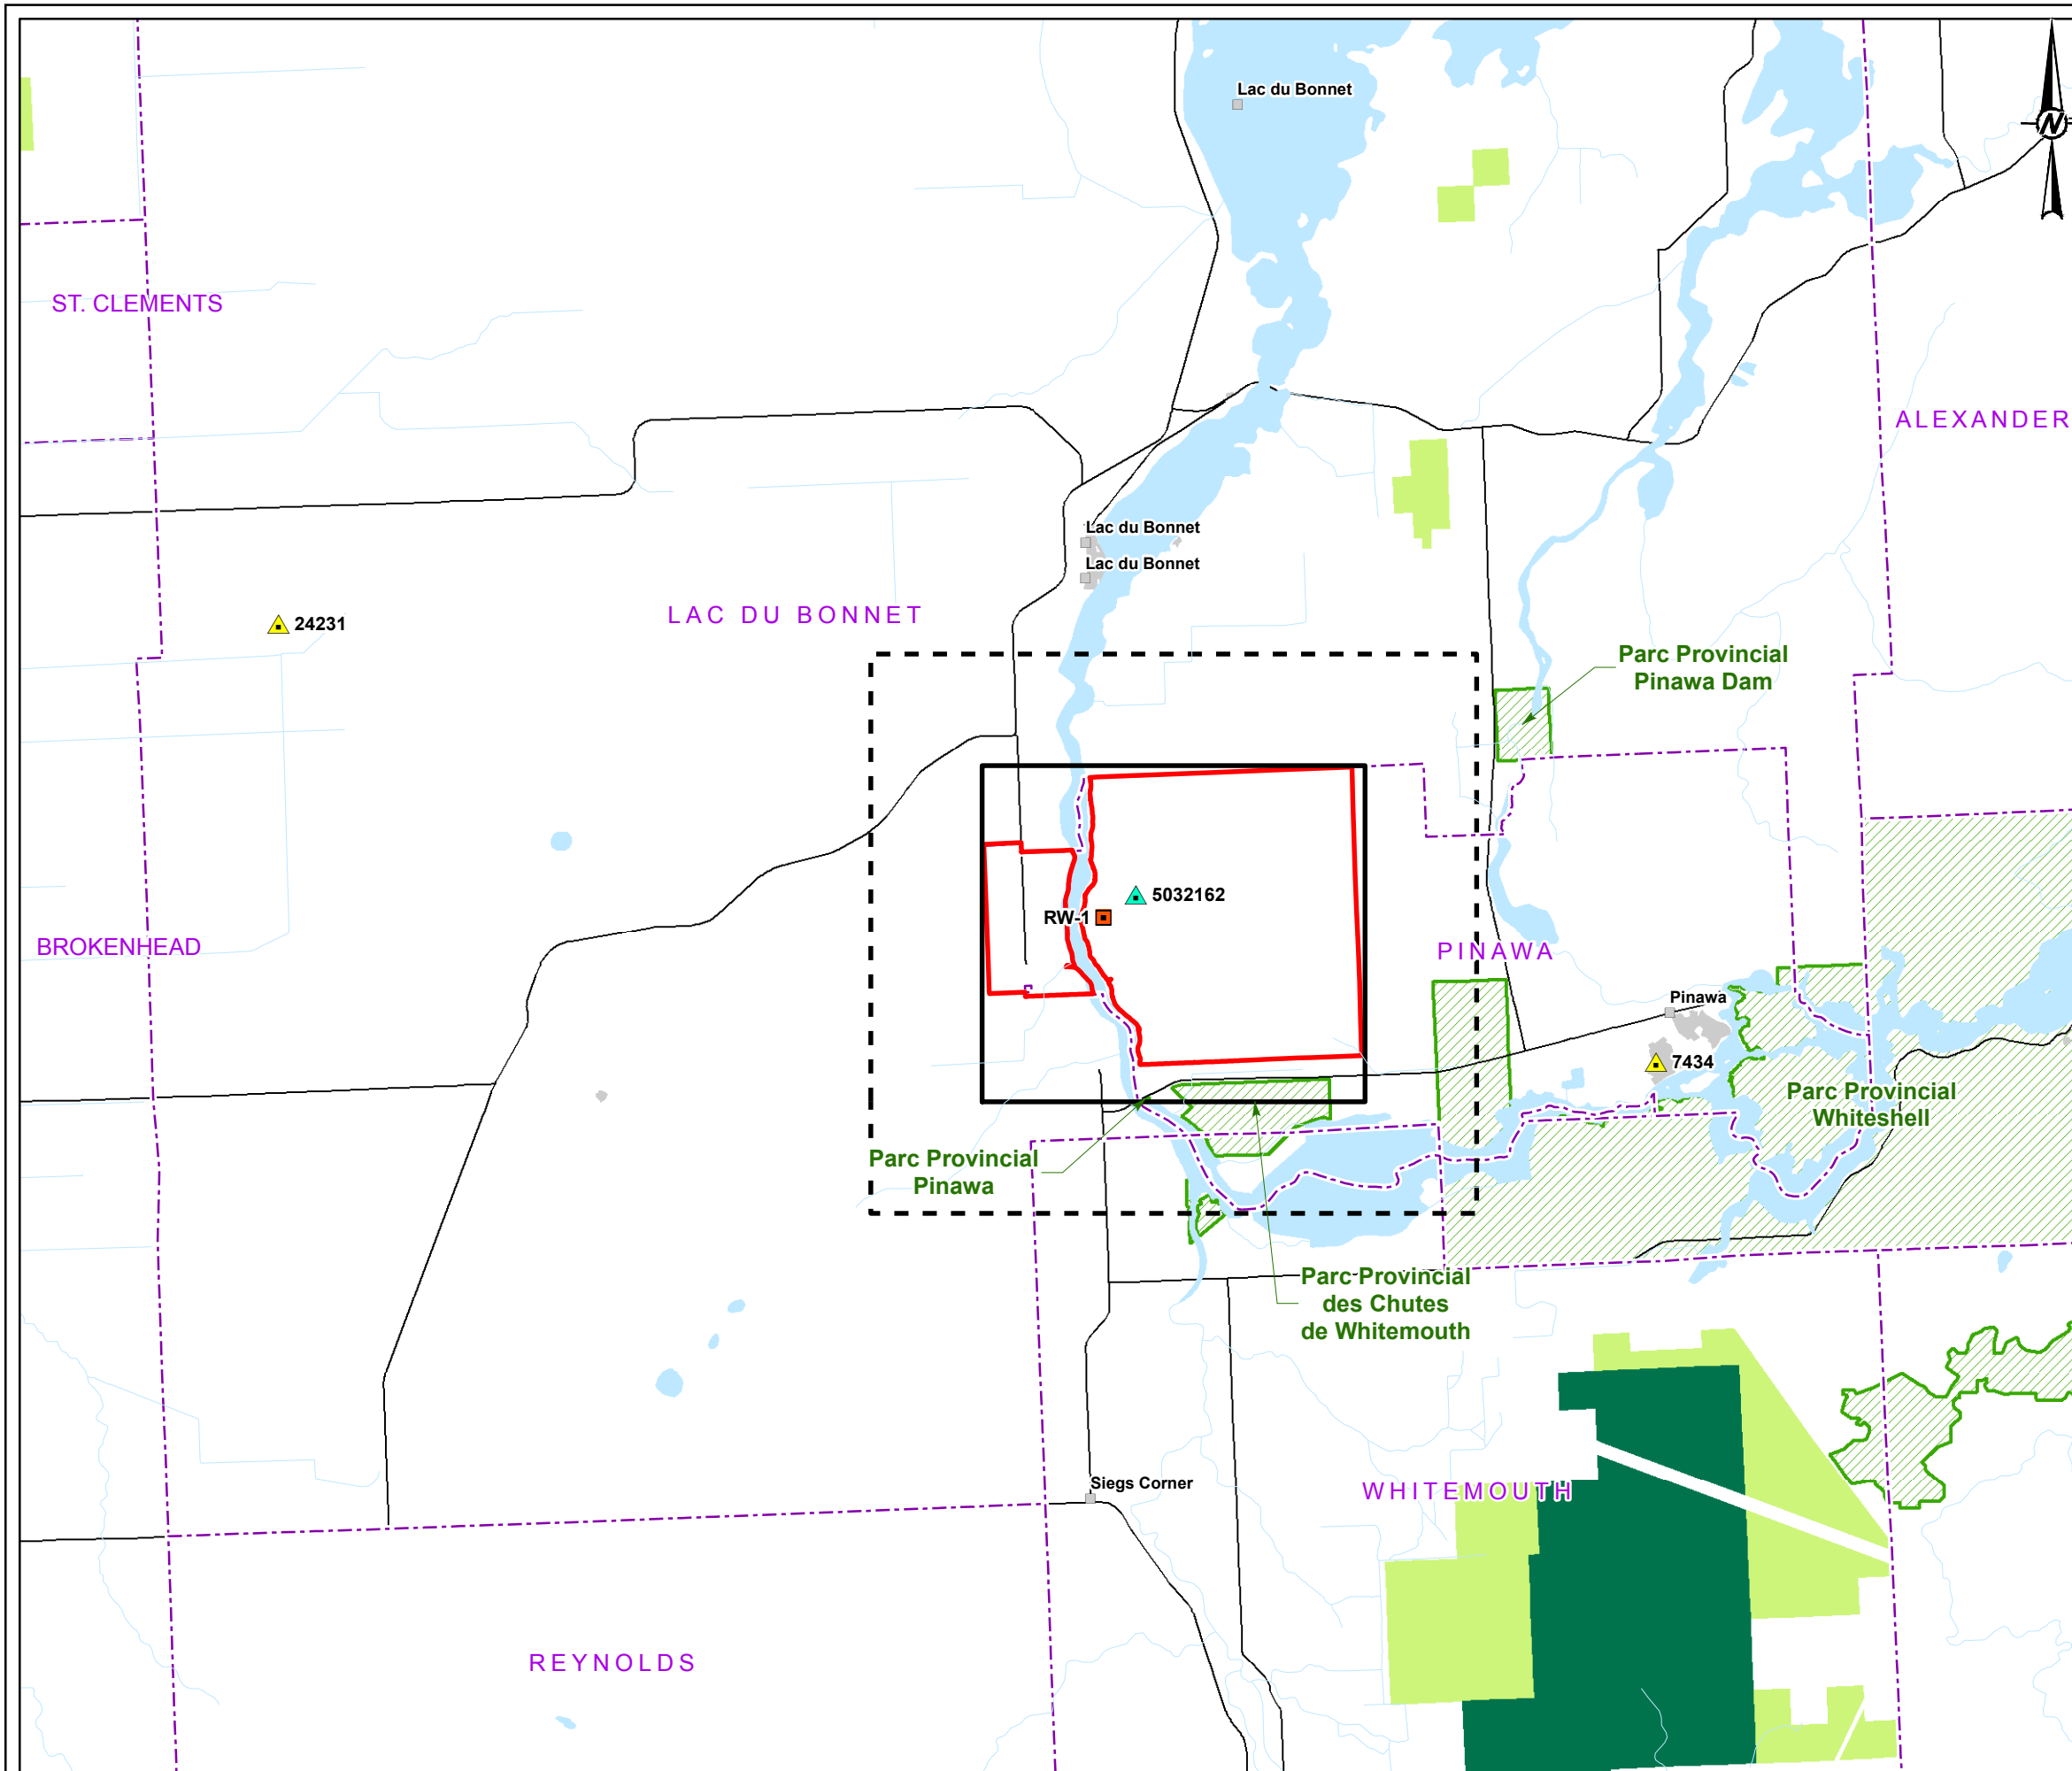 Lac du Bonnet
N
ST. CLEMENTS
ALEXANDER
Lac du Bonnet
Lac du Bonnet
LAC DU BONNET
24231
Parc Provincial
Pinawa Dam
5032162
RW-1
BROKENHEAD
PINAWA
Pinawa
7434
Parc Provincial
Whiteshell
Parc Provincial
Pinawa
Parc Provincial
des Chutes
de Whitemouth
Siegs Corner
WHITEMOUTH
REYNOLDS